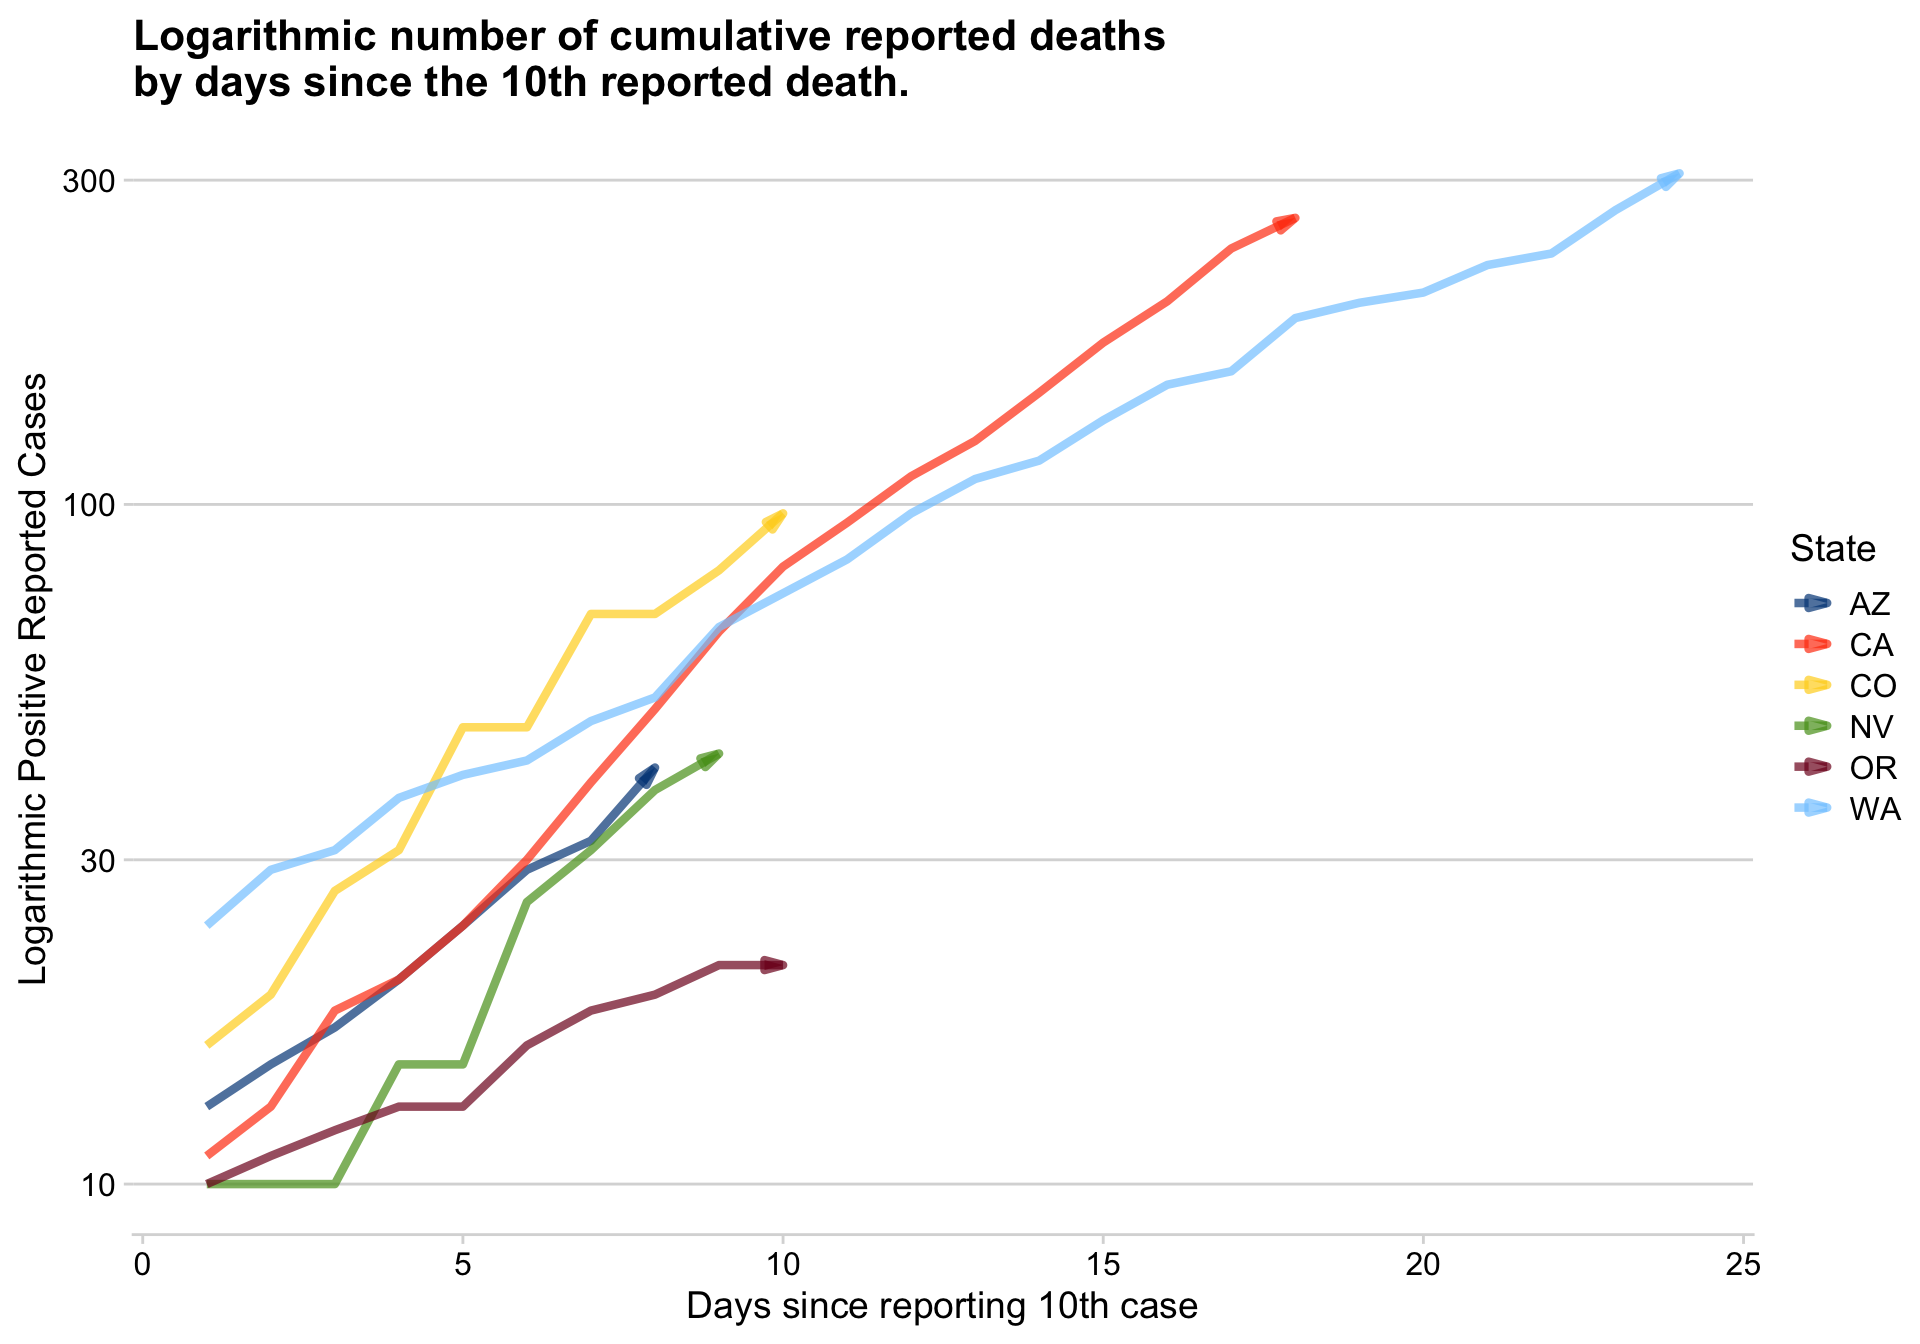 Logarithmic number of cumulative reported deaths
by days since the 10th reported death.
Logarithmic Positive Reported Cases
300
100
30
10
0 5 10 15 20 25
Days since reporting 10th case
State
AZ
CA
CO
NV
OR
WA